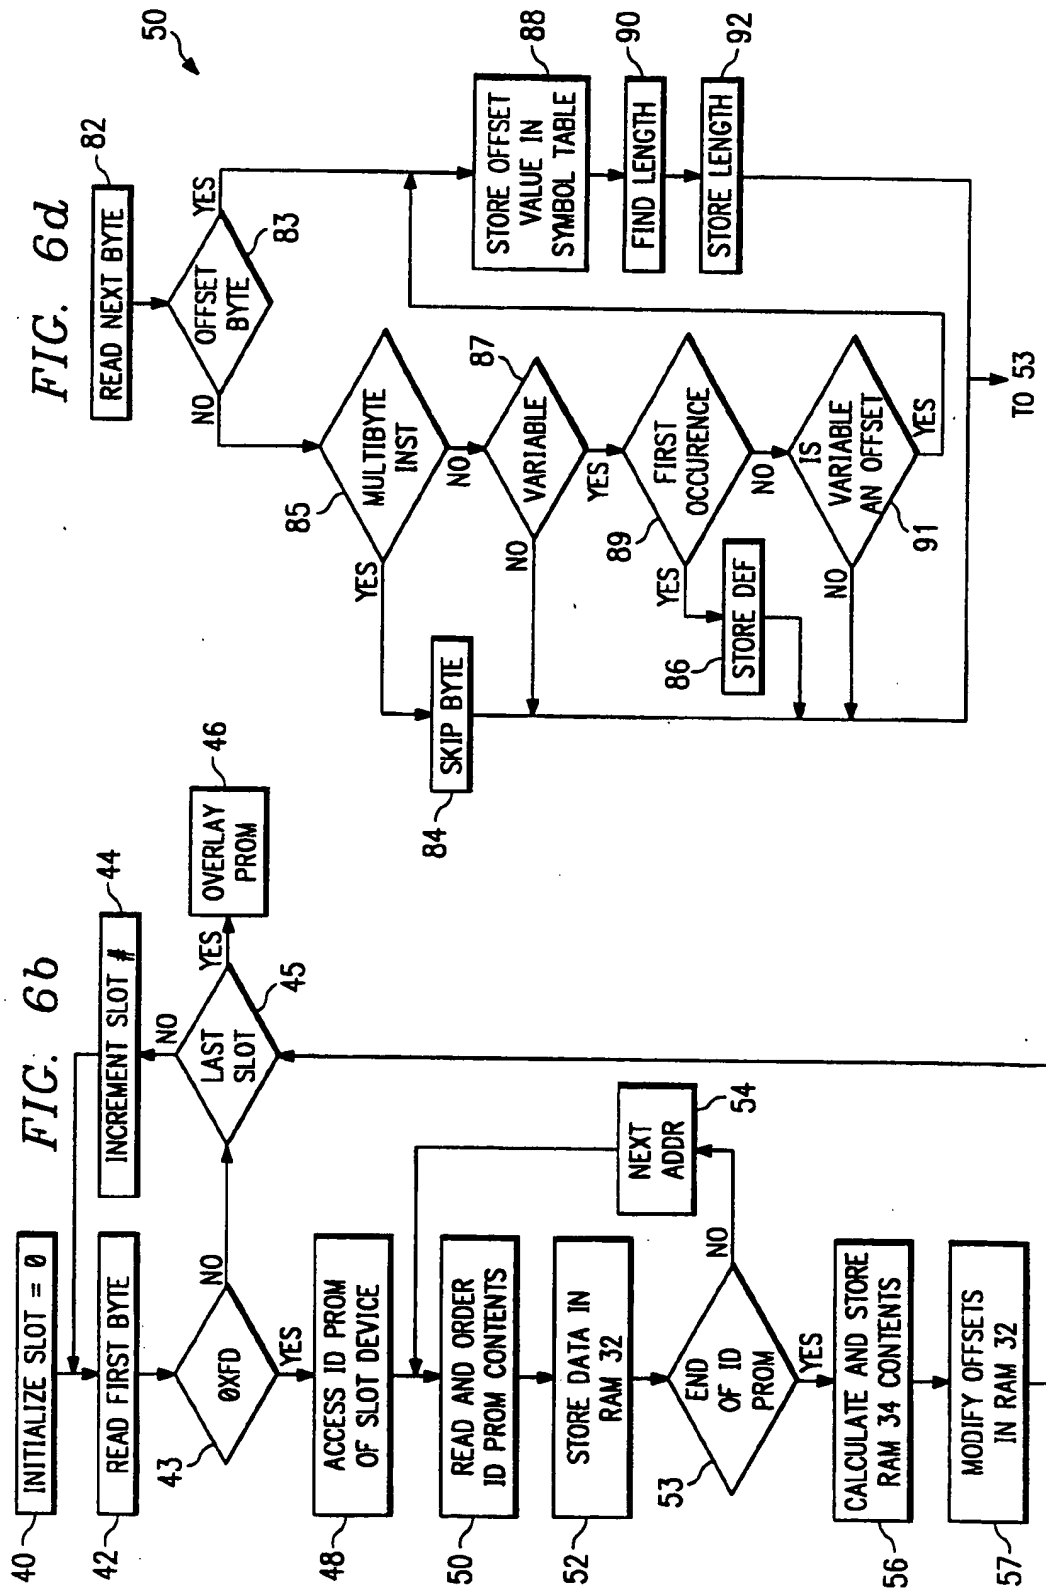 FIG. 6b
40
INITIALIZE SLOT = 0
42
READ FIRST BYTE
INCREMENT SLOT #
44
43
0XFD
NO
YES
LAST
SLOT
45
NO
YES
OVERLAY
PROM
46
48
ACCESS ID PROM
OF SLOT DEVICE
50
READ AND ORDER
ID PROM CONTENTS
52
STORE DATA IN
RAM 32
NEXT
ADDR
54
53
END
OF ID
PROM
NO
YES
56
CALCULATE AND STORE
RAM 34 CONTENTS
57
MODIFY OFFSETS
IN RAM 32
FIG. 6d
50
READ NEXT BYTE
82
OFFSET
BYTE
83
NO
YES
85
MULTIBYTE
INST
YES
NO
84
SKIP BYTE
87
VARIABLE
NO
YES
89
FIRST
OCCURENCE
YES
NO
86
STORE DEF
IS
VARIABLE
AN OFFSET
91
NO
YES
STORE OFFSET
VALUE IN
SYMBOL TABLE
88
FIND LENGTH
90
STORE LENGTH
92
TO 53